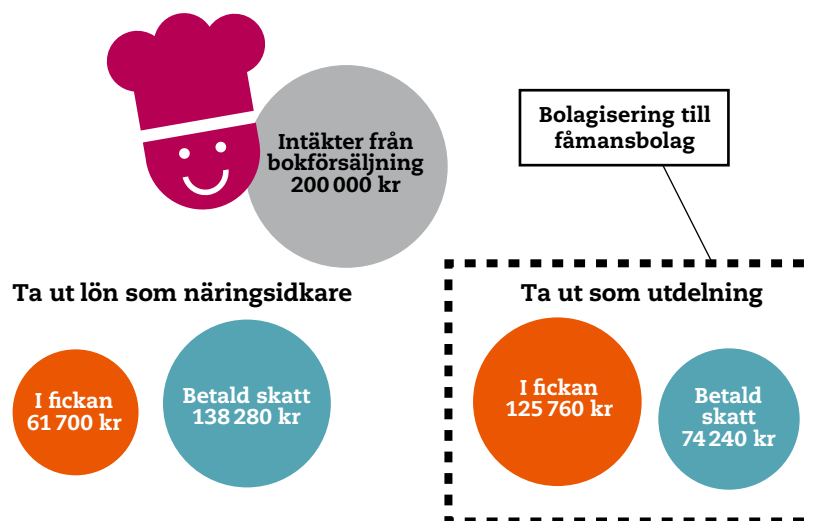 Intäkter från
bokförsäljning
200 000 kr
Bolagisering till
fåmansbolag
Ta ut lön som näringsidkare
I fickan
61 700 kr
Betald skatt
138 280 kr
Ta ut som utdelning
I fickan
125 760 kr
Betald
skatt
74 240 kr